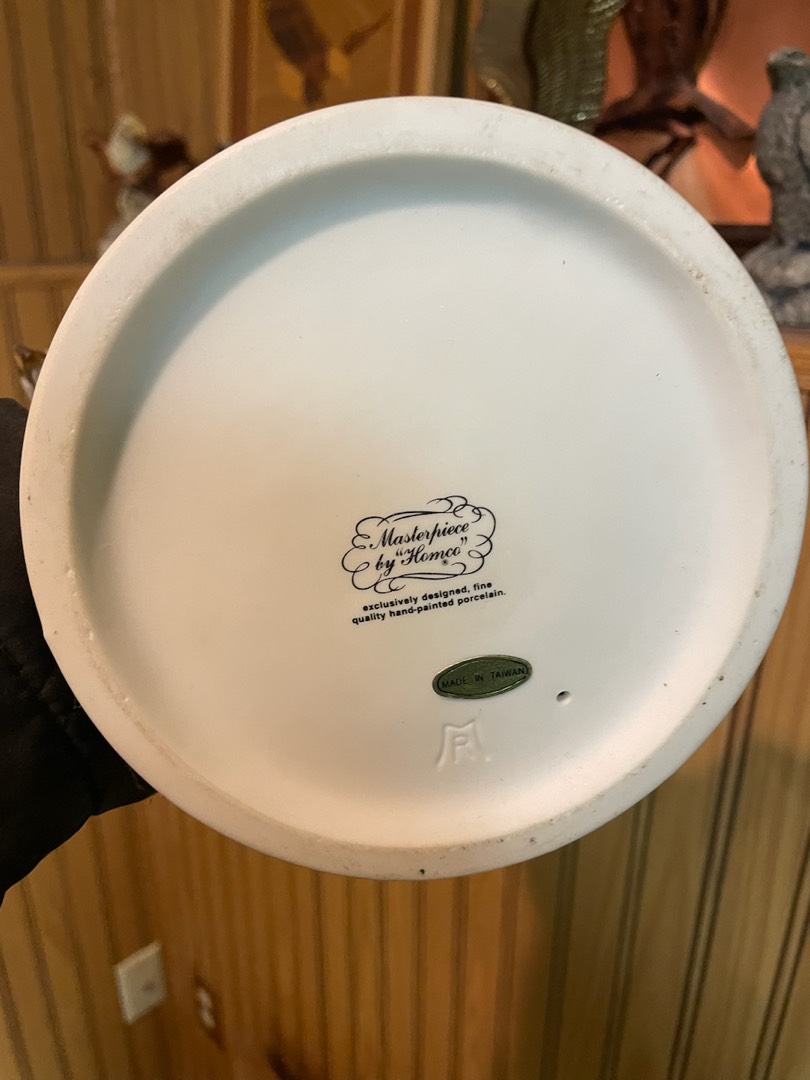 Masterpiece
by "Homco"
®
exclusively designed, fine
quality hand-painted porcelain.
MADE IN TAIWAN